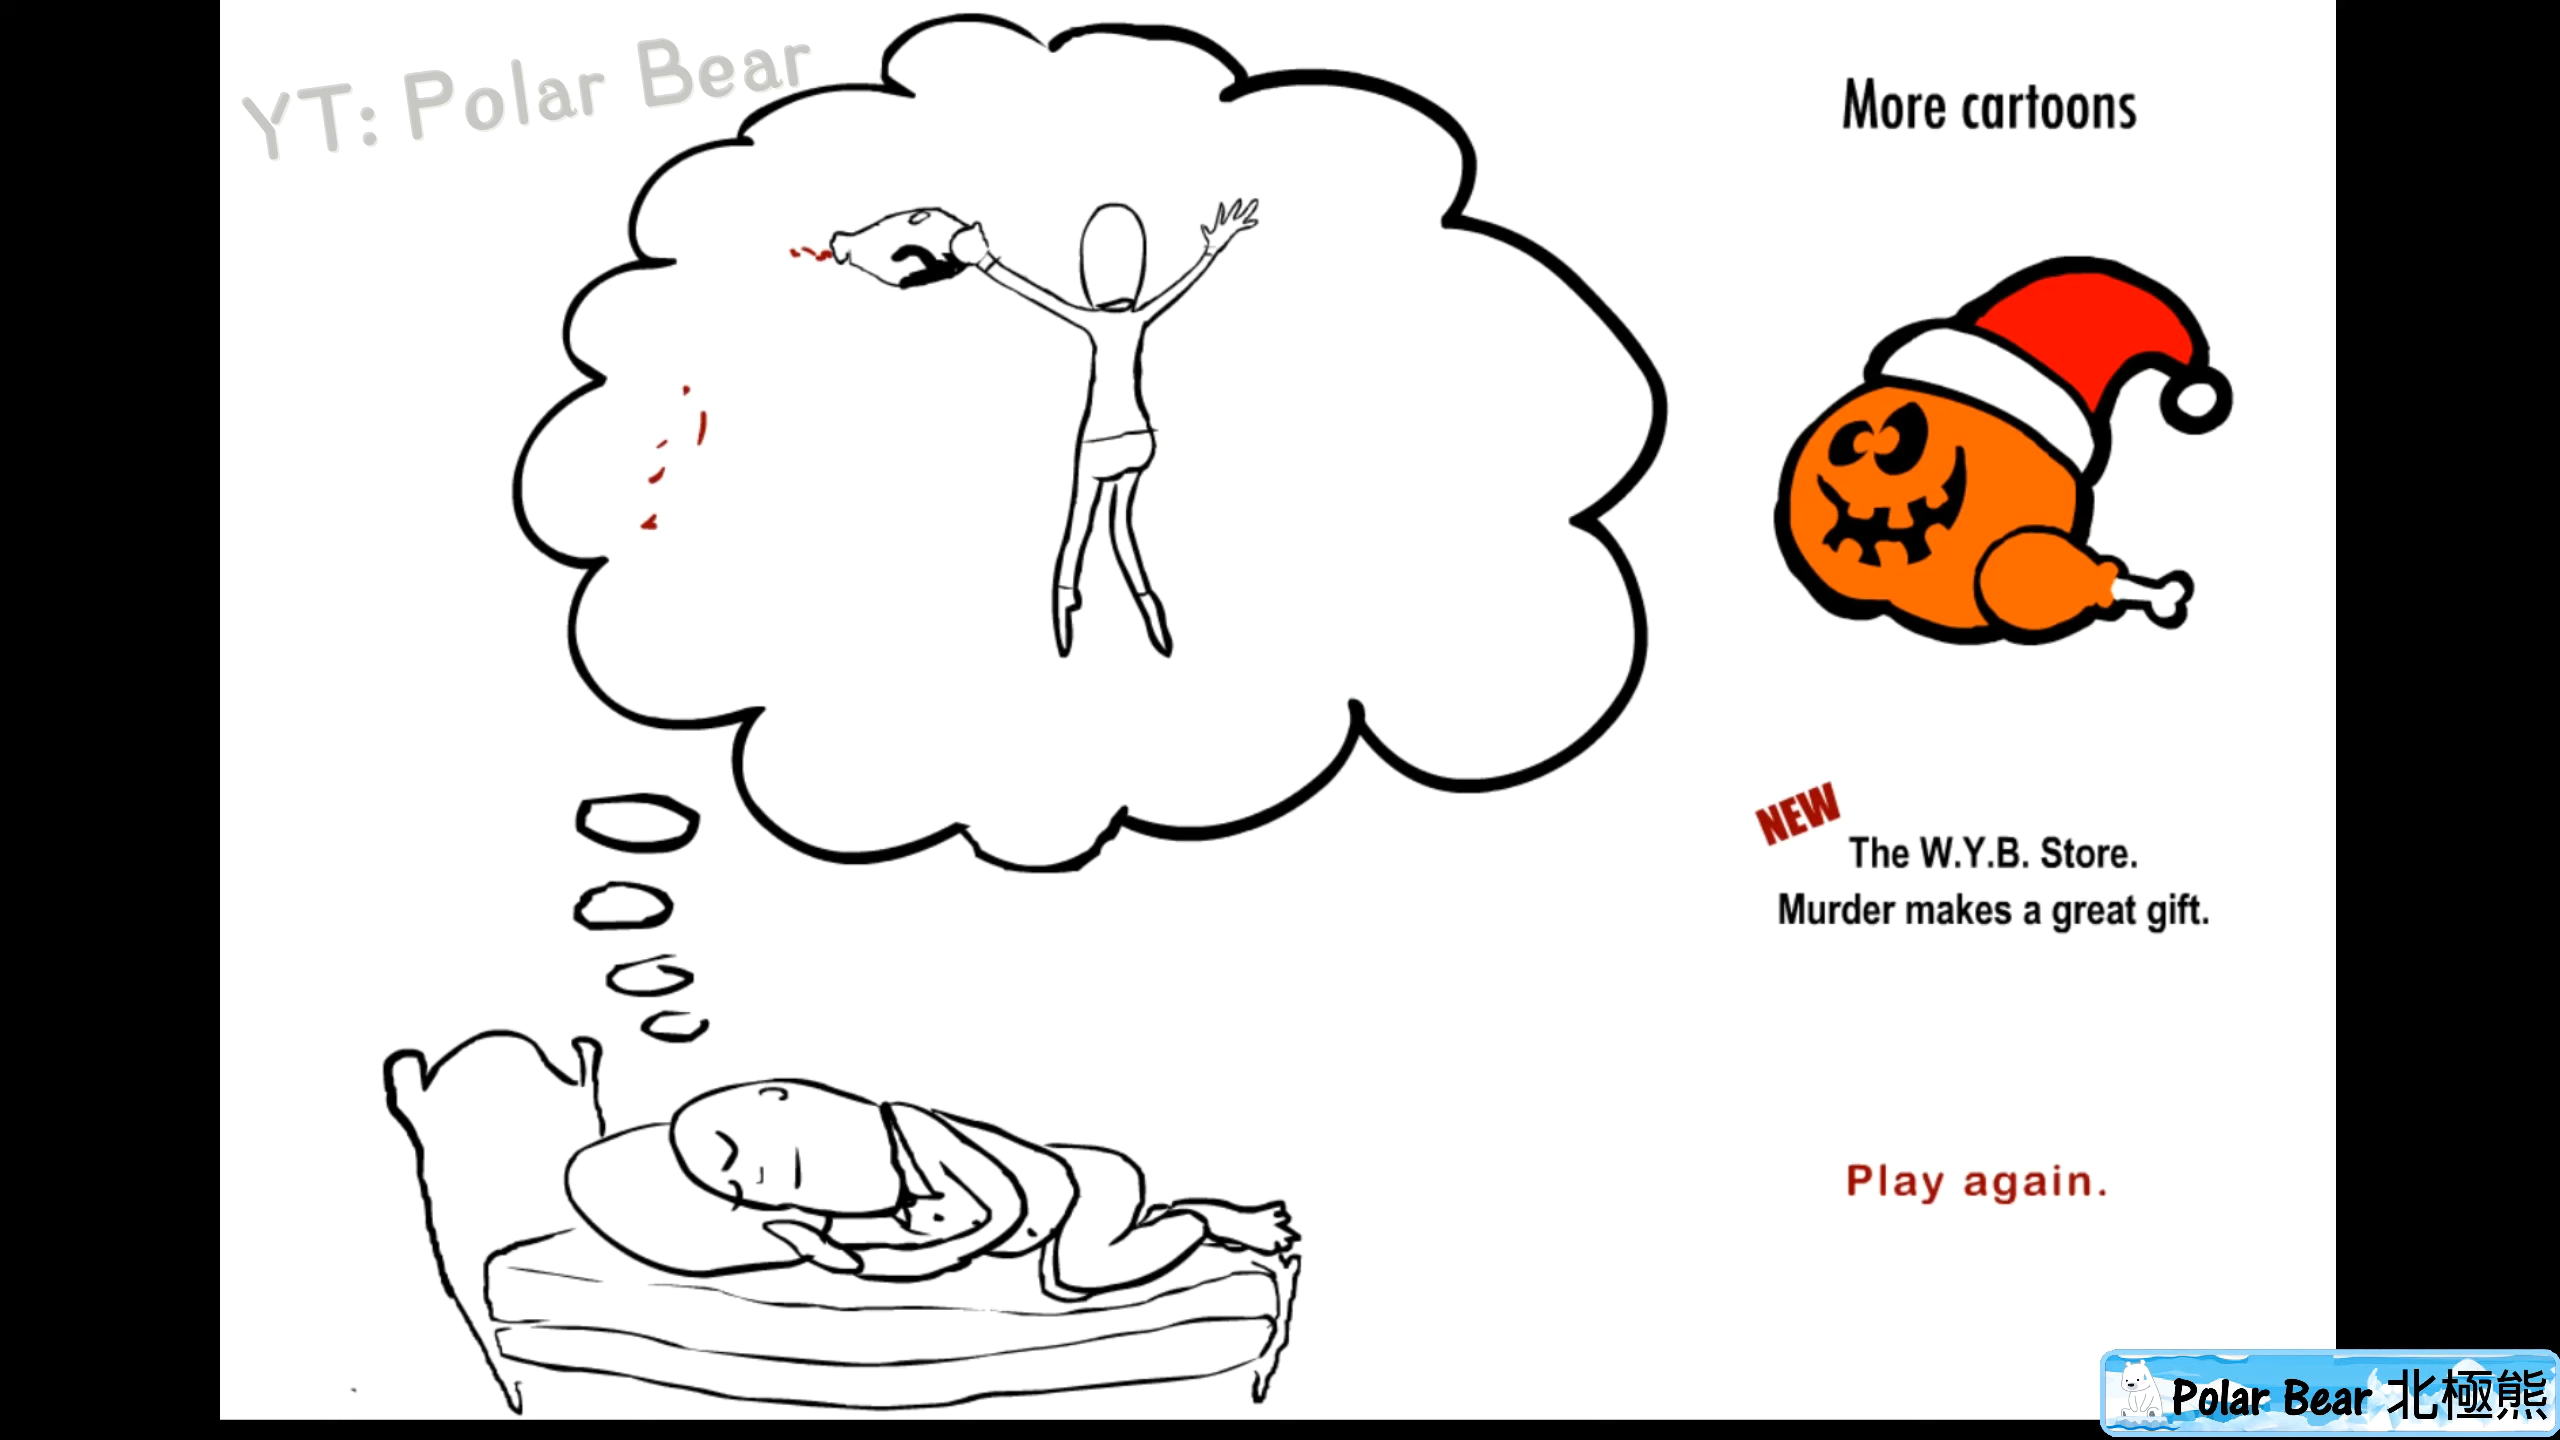 YT: Polar Bear
More cartoons
NEW
The W.Y.B. Store.
Murder makes a great gift.
Play again.
Polar Bear 北極熊